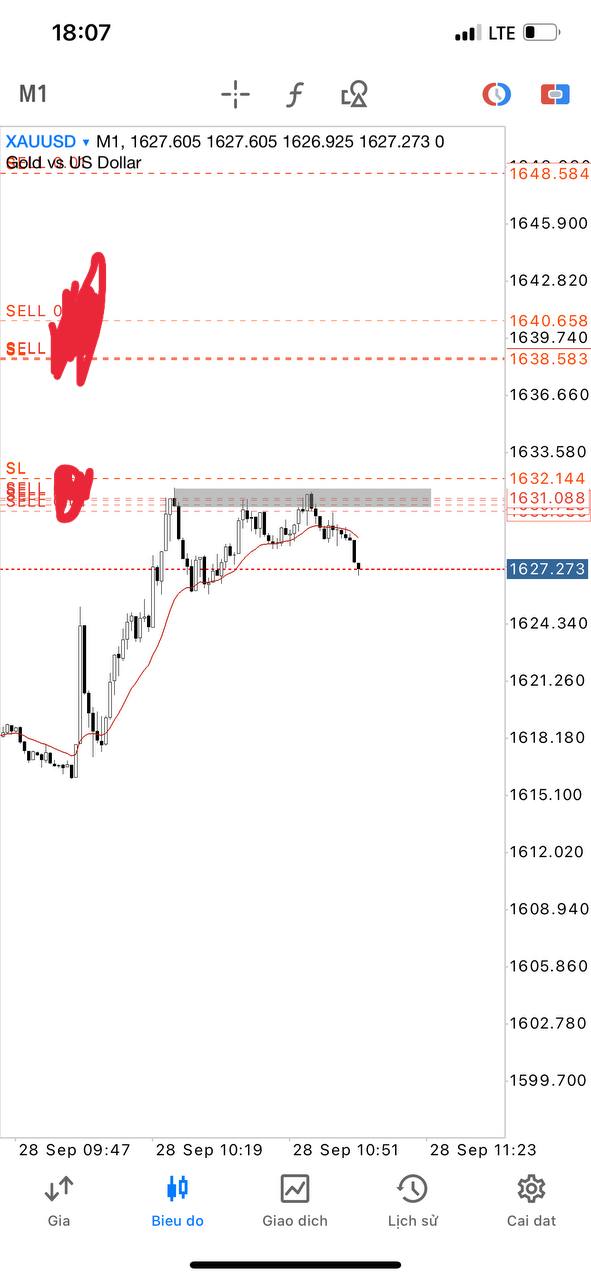 18:07
LTE
M1
XAUUSD ▾ M1, 1627.605 1627.605 1626.925 1627.273 0
Gold vs US Dollar
1648.584
1645.900
1642.820
SELL 0
1640.658
1639.740
SELL
1638.583
1636.660
1633.580
SL
1632.144
SELL
1631.088
SELL
1627.273
1624.340
1621.260
1618.180
1615.100
1612.020
1608.940
1605.860
1602.780
1599.700
28 Sep 09:47
28 Sep 10:19
28 Sep 10:51
28 Sep 11:23
Gia
Bieu do
Giao dich
Lịch sử
Cai dat